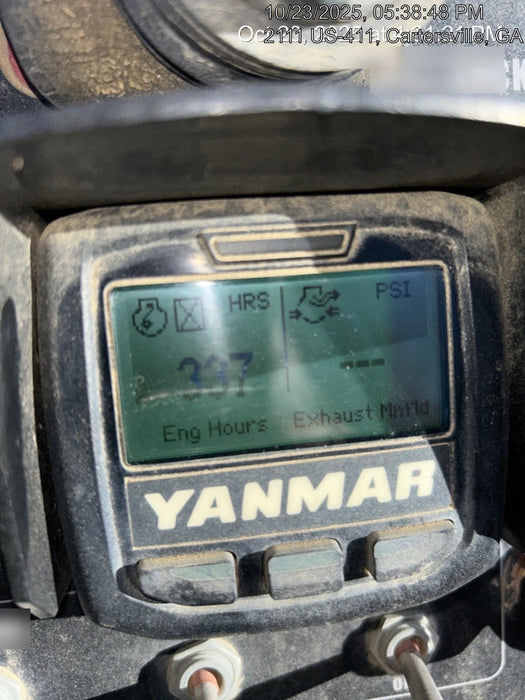 10/23/2025, 05:38:48 PM
2111 US-411, Cartersville, GA
HRS
PSI
337
---
Eng Hours
Exhaust Mnfld
YANMAR